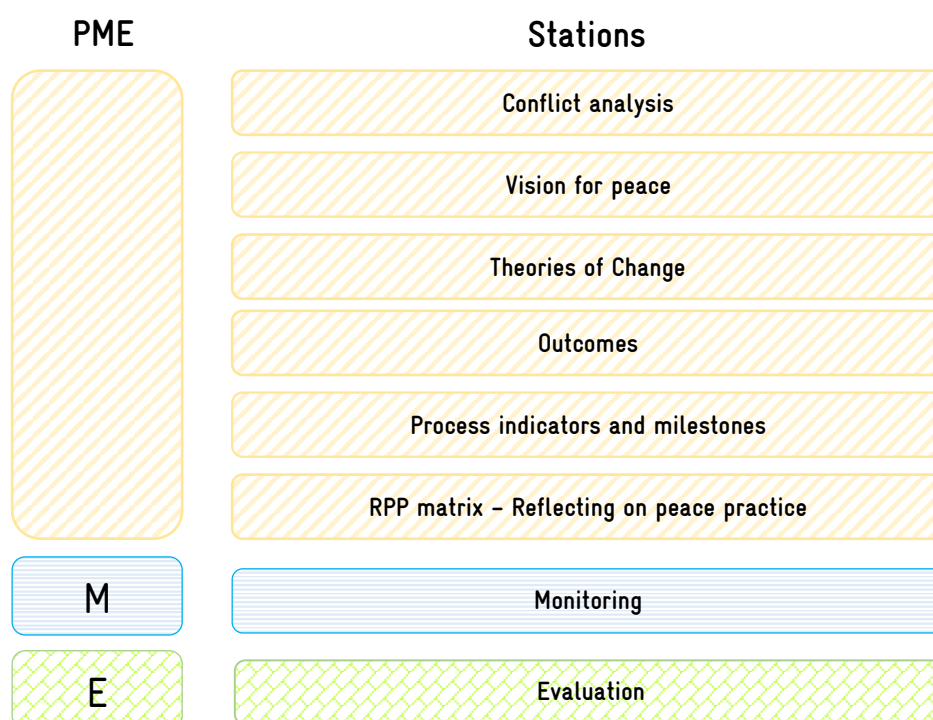 PME
Stations
Conflict analysis
Vision for peace
Theories of Change
Outcomes
Process indicators and milestones
RPP matrix – Reflecting on peace practice
M
Monitoring
E
Evaluation